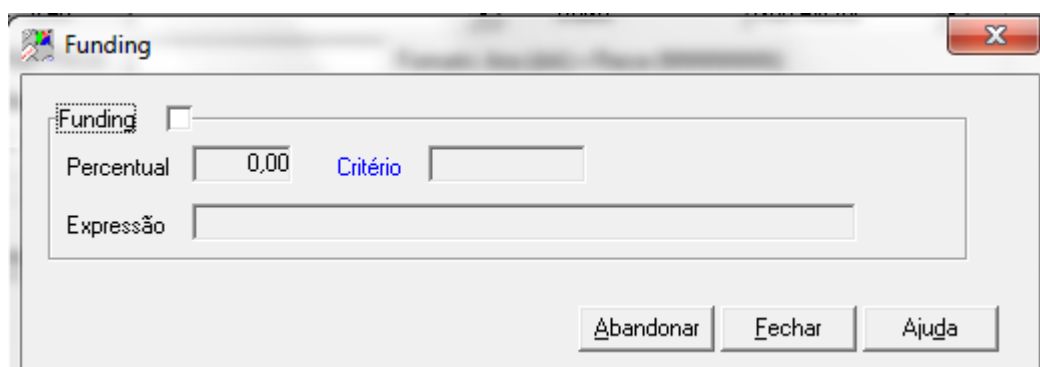 Funding
Funding
Percentual 0,00 Critério
Expressão
Abandonar Fechar Ajuda